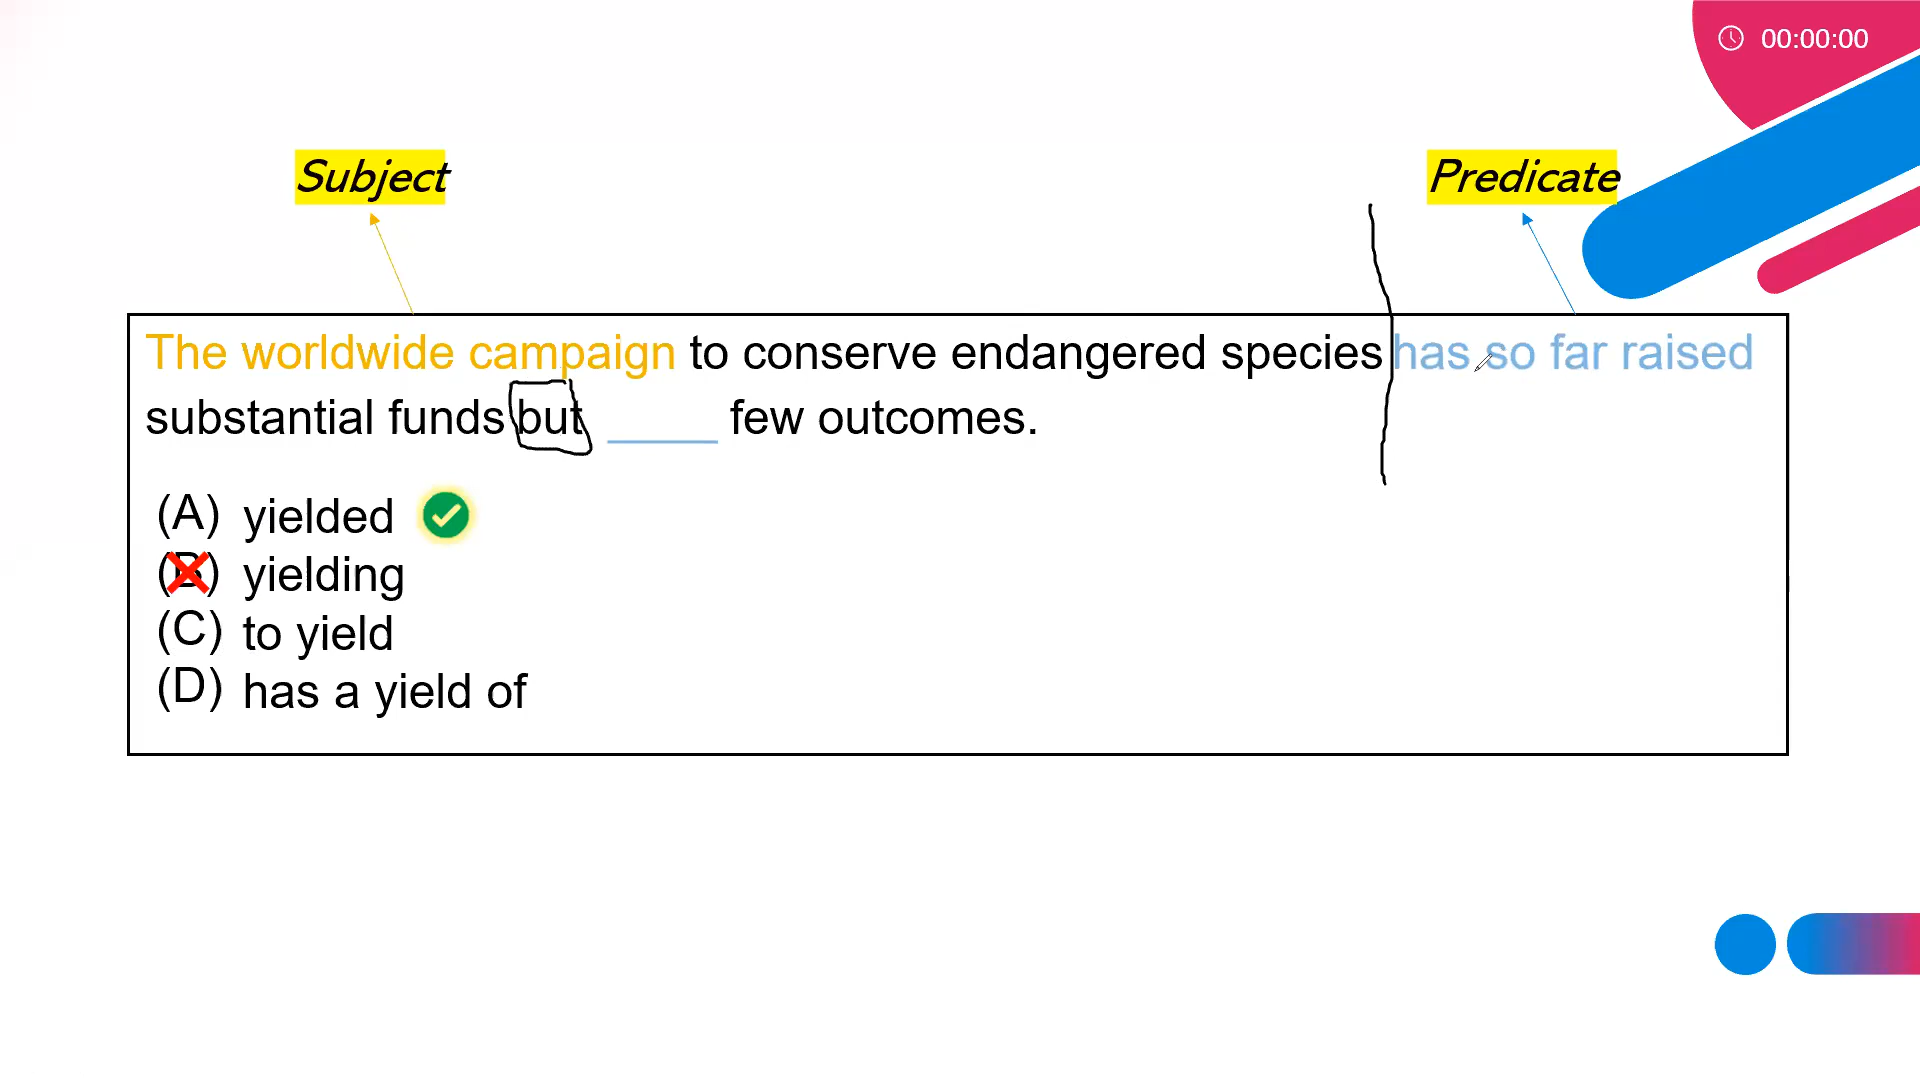 00:00:00
Subject
Predicate
The worldwide campaign to conserve endangered species has so far raised
substantial funds but _____ few outcomes.
(A) yielded
(B) yielding
(C) to yield
(D) has a yield of